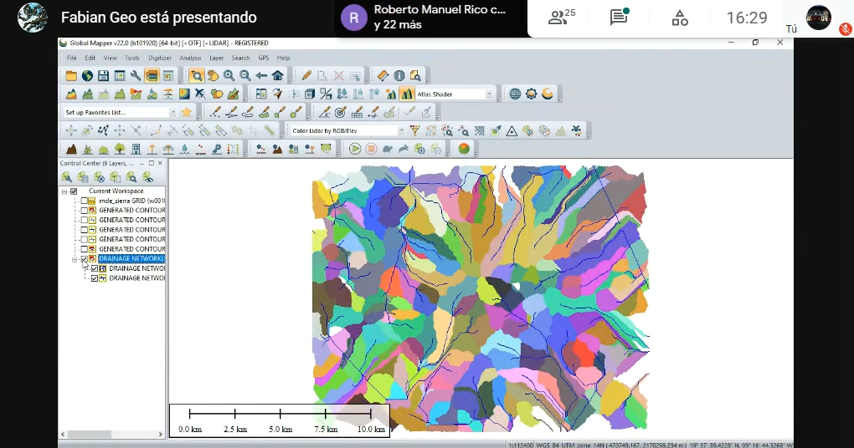 Fabian Geo está presentando
Roberto Manuel Rico c...
y 22 más
R
25
16:29
Tú
Global Mapper v22.0 (b101920) [64-bit] [+OTF] [+LIDAR] - REGISTERED
File Edit View Tools Digitizer Analysis Layer Search GPS Help
Atlas Shader
Set up Favorites List...
Color Lidar by RGB/Elev
Control Center (9 Layers, ...
Current Workspace
mde_sierra GRID (w001
GENERATED CONTOUR
GENERATED CONTOUR
GENERATED CONTOUR
GENERATED CONTOUR
GENERATED CONTOUR
DRAINAGE NETWORK(
DRAINAGE NETWO
DRAINAGE NETWO
0.0 km 2.5 km 5.0 km 7.5 km 10.0 km